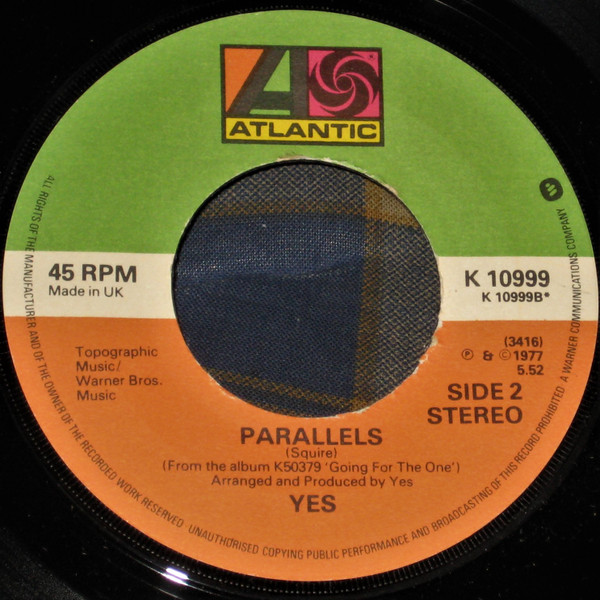 ATLANTIC
45 RPM
Made in UK
K 10999
K 10999B*
Topographic
Music/
Warner Bros.
Music
(3416)
℗ & © 1977
5.52
SIDE 2
STEREO
PARALLELS
(Squire)
(From the album K50379 'Going For The One')
Arranged and Produced by Yes
YES
ALL RIGHTS OF THE MANUFACTURER AND OF THE OWNER OF THE RECORDED WORK RESERVED · UNAUTHORISED COPYING PUBLIC PERFORMANCE AND BROADCASTING OF THIS RECORD PROHIBITED · A WARNER COMMUNICATIONS COMPANY